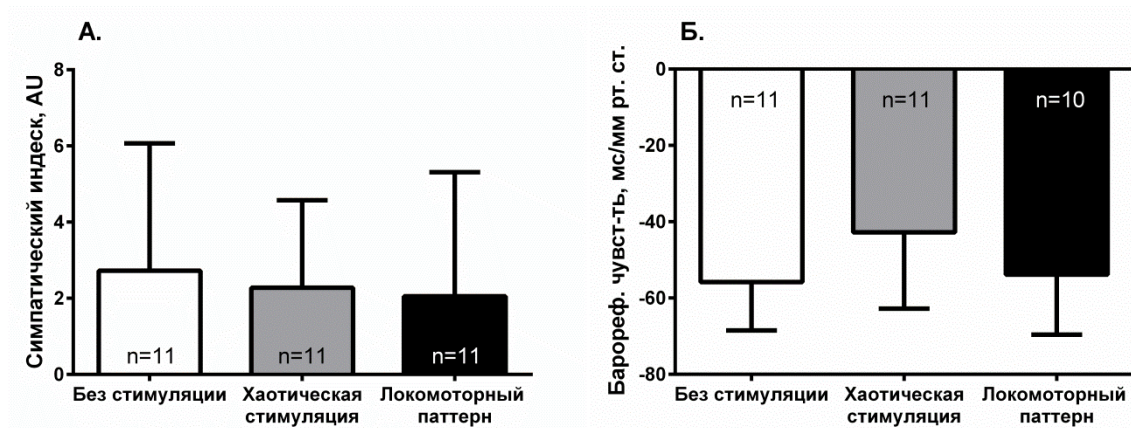 А.
Симпатический индеск, AU
8
6
4
2
0
n=11
n=11
n=11
Без стимуляции
Хаотическая
стимуляция
Локомоторный
паттерн
Б.
Барореф. чувст-ть, мс/мм рт. ст.
0
-20
-40
-60
-80
n=11
n=11
n=10
Без стимуляции
Хаотическая
стимуляция
Локомоторный
паттерн